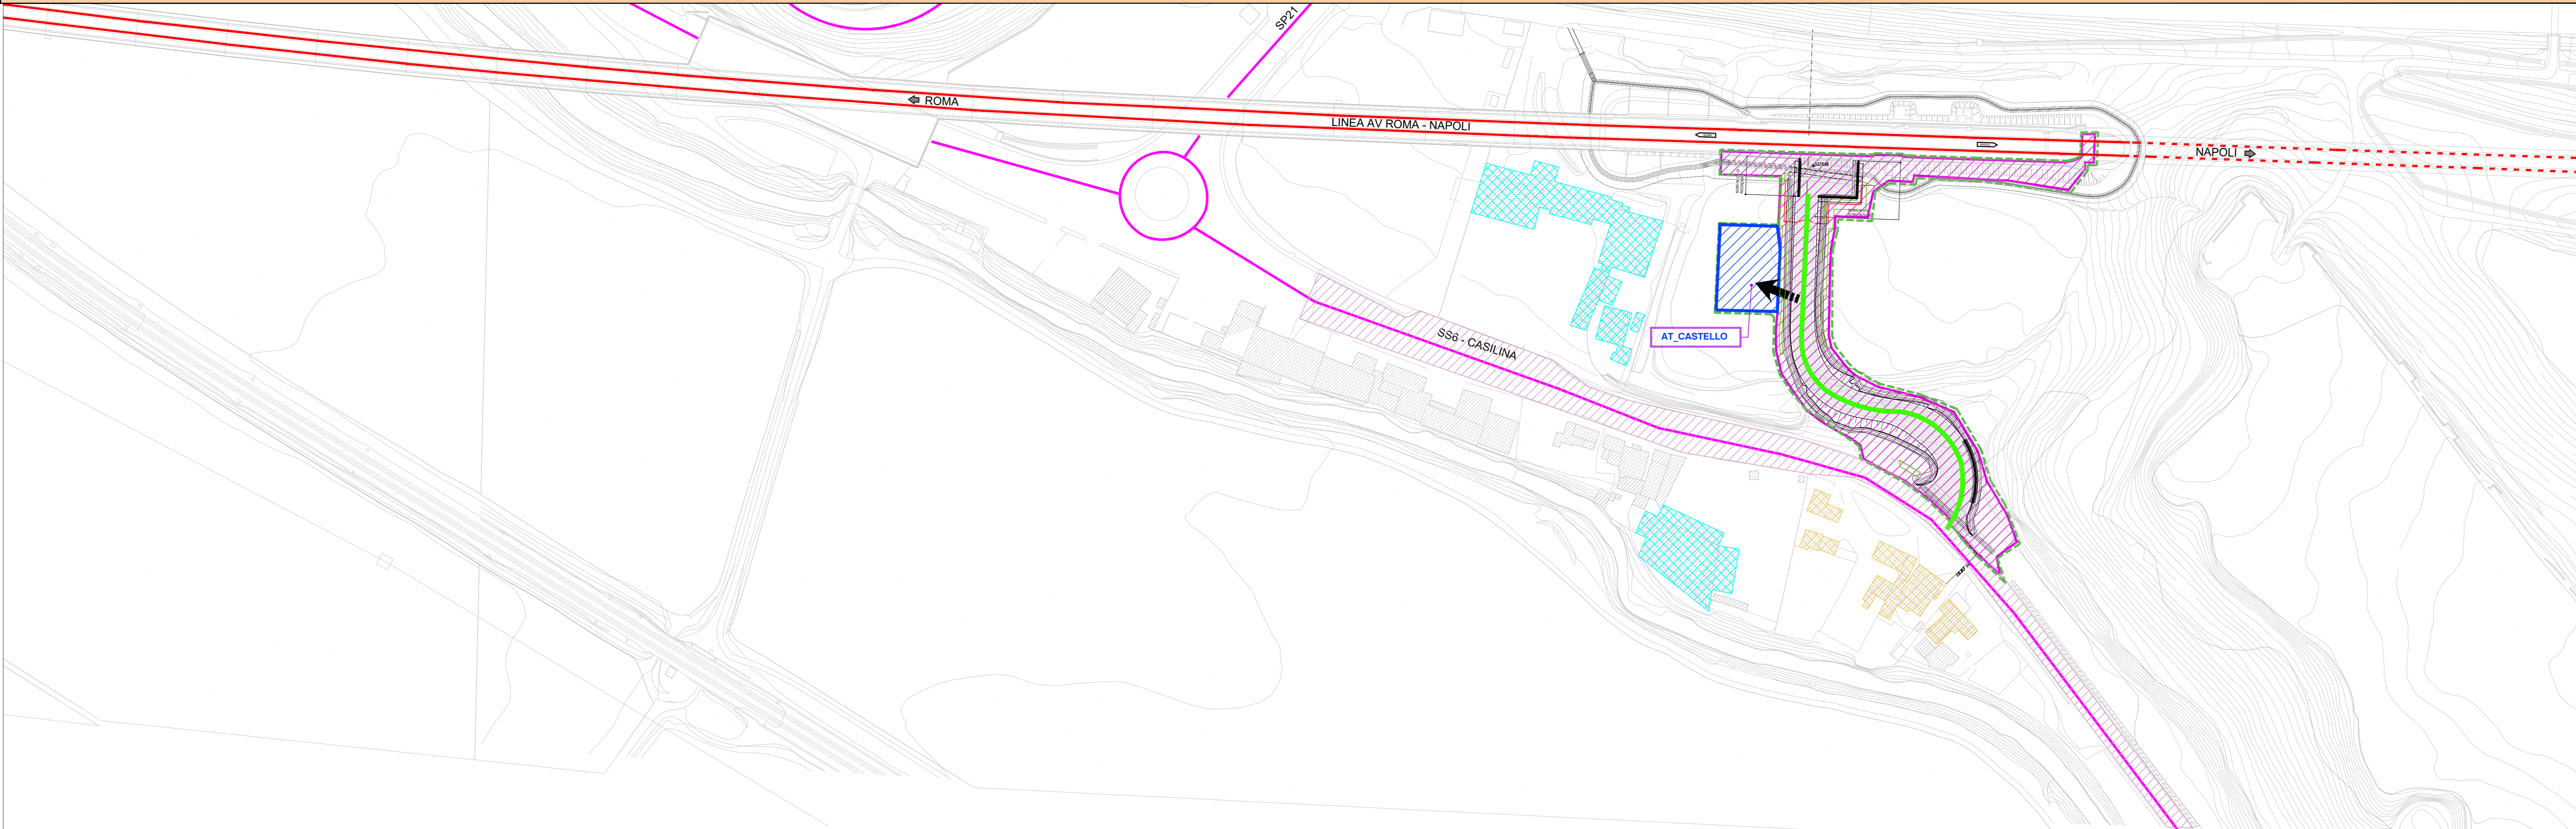 SP21
ROMA
LINEA AV ROMA - NAPOLI
NAPOLI
AT_CASTELLO
SS6 - CASILINA